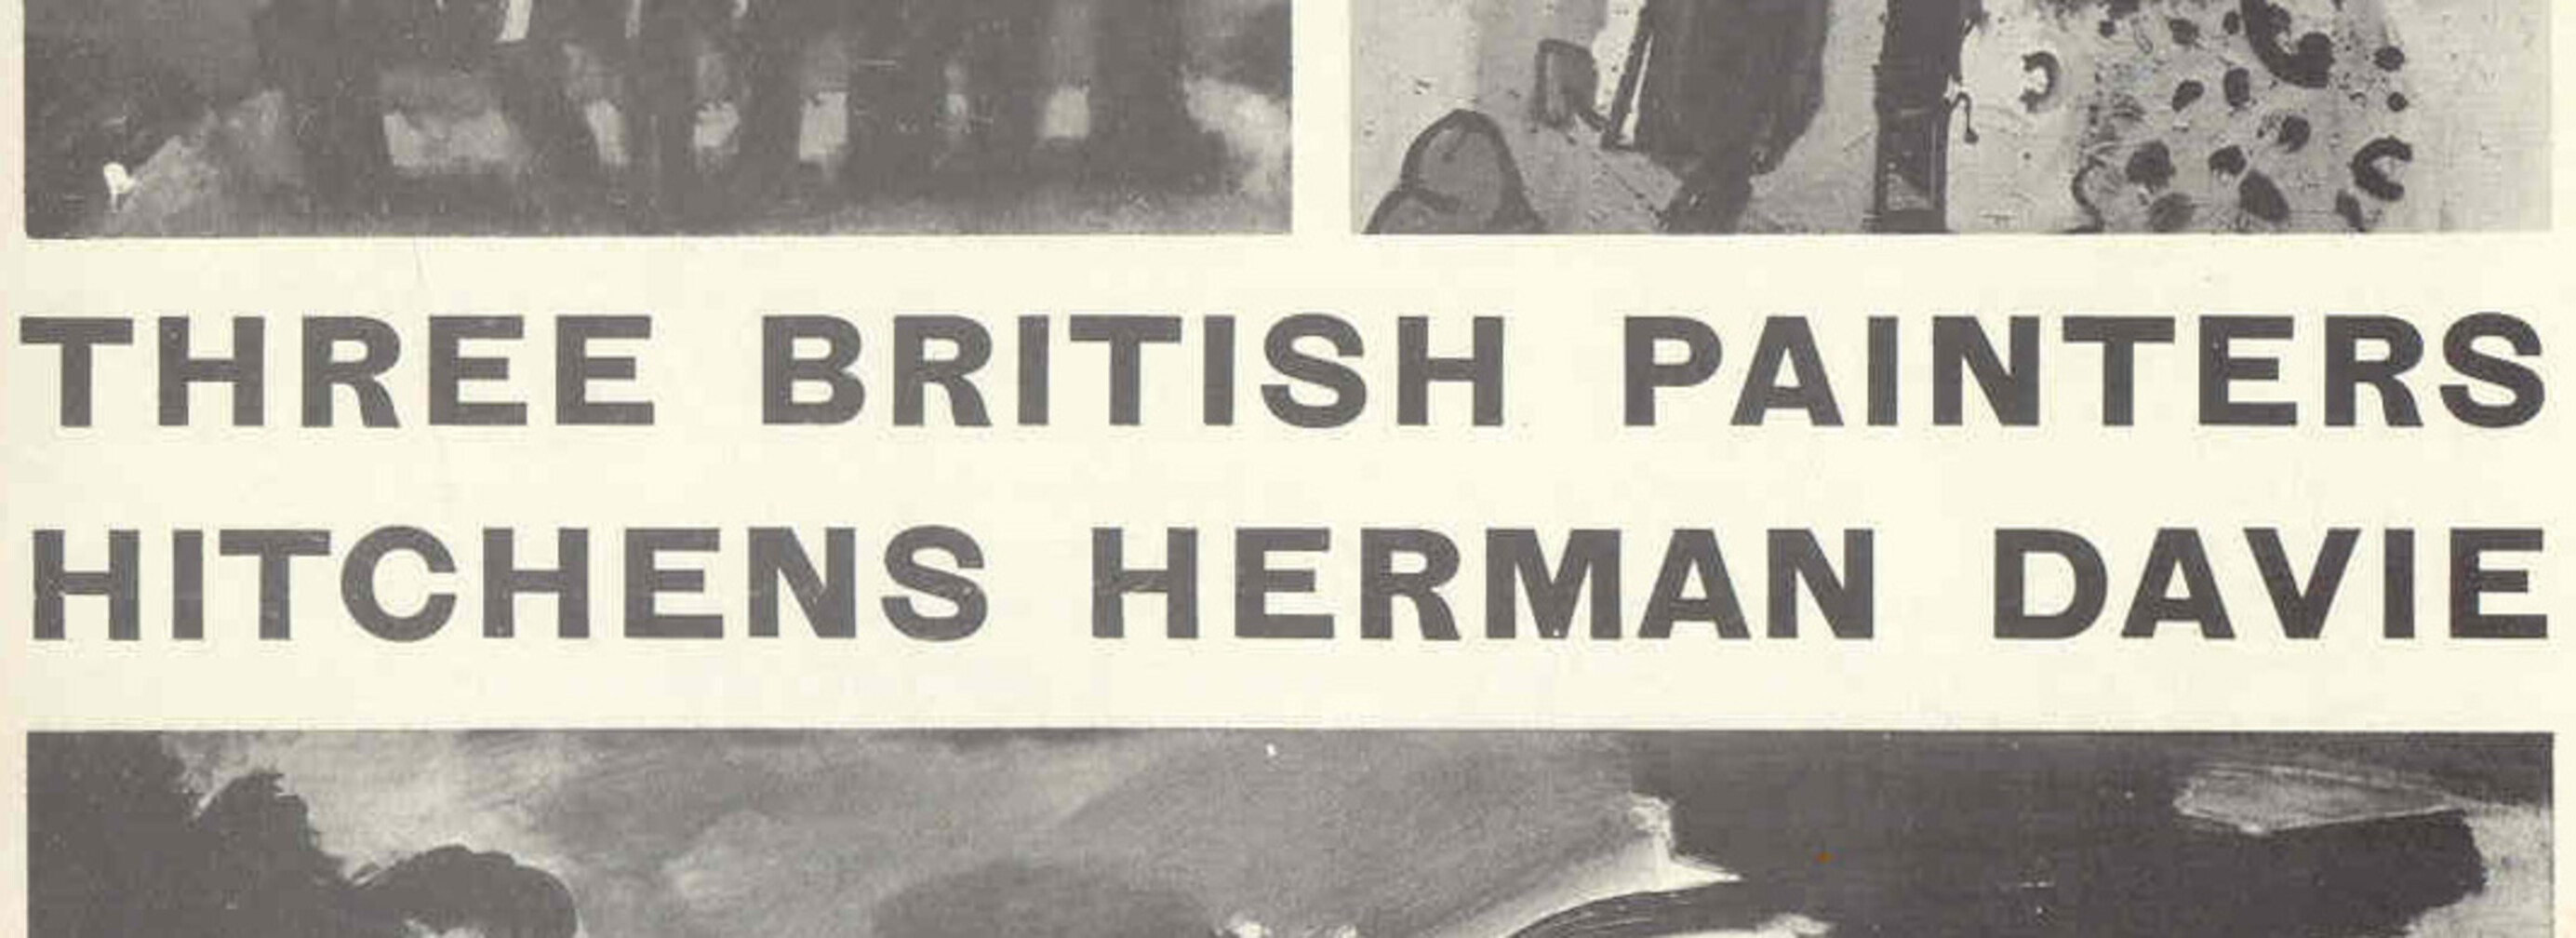 THREE BRITISH PAINTERS
HITCHENS HERMAN DAVIE